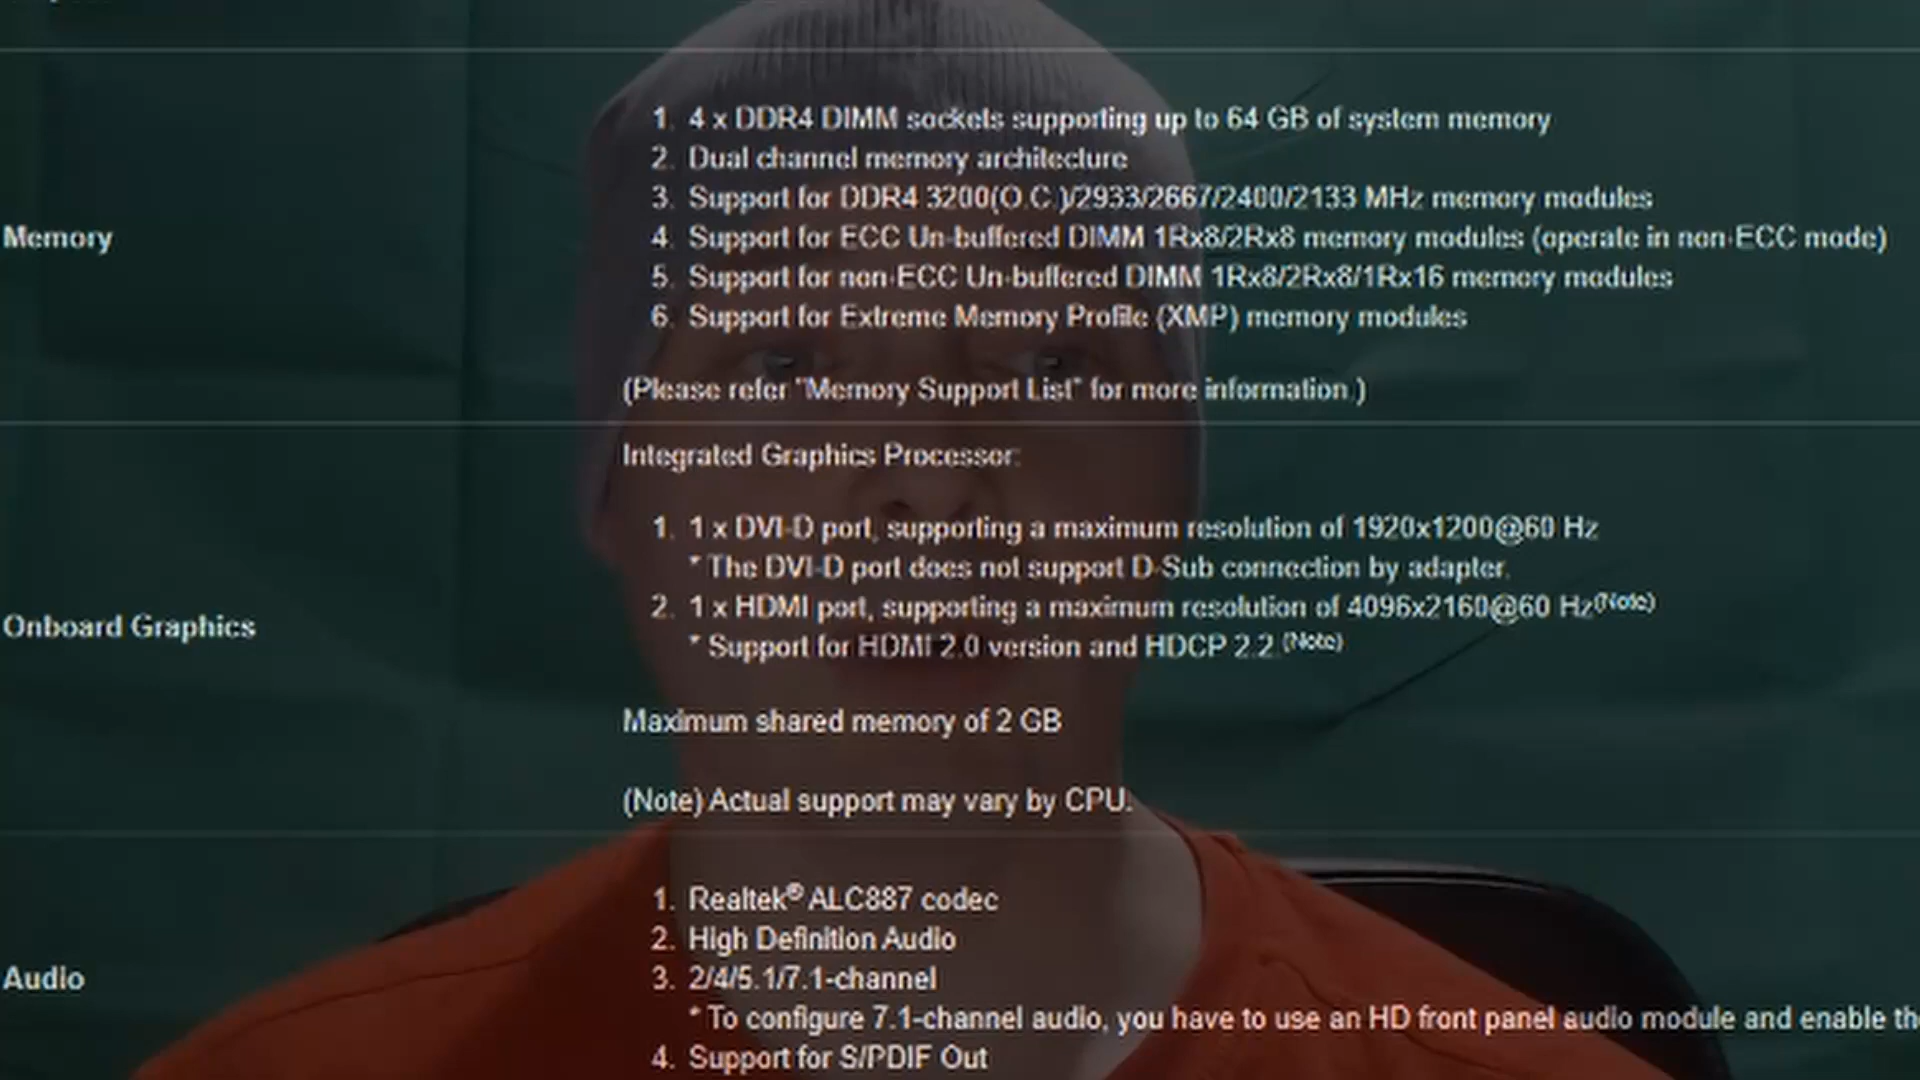 Memory
1. 4 x DDR4 DIMM sockets supporting up to 64 GB of system memory
2. Dual channel memory architecture
3. Support for DDR4 3200(O.C.)/2933/2667/2400/2133 MHz memory modules
4. Support for ECC Un-buffered DIMM 1Rx8/2Rx8 memory modules (operate in non-ECC mode)
5. Support for non-ECC Un-buffered DIMM 1Rx8/2Rx8/1Rx16 memory modules
6. Support for Extreme Memory Profile (XMP) memory modules
(Please refer "Memory Support List" for more information.)
Onboard Graphics
Integrated Graphics Processor:
1. 1 x DVI-D port, supporting a maximum resolution of 1920x1200@60 Hz
* The DVI-D port does not support D-Sub connection by adapter.
2. 1 x HDMI port, supporting a maximum resolution of 4096x2160@60 Hz(Note)
* Support for HDMI 2.0 version and HDCP 2.2.(Note)
Maximum shared memory of 2 GB
(Note) Actual support may vary by CPU.
Audio
1. Realtek® ALC887 codec
2. High Definition Audio
3. 2/4/5.1/7.1-channel
* To configure 7.1-channel audio, you have to use an HD front panel audio module and enable
4. Support for S/PDIF Out